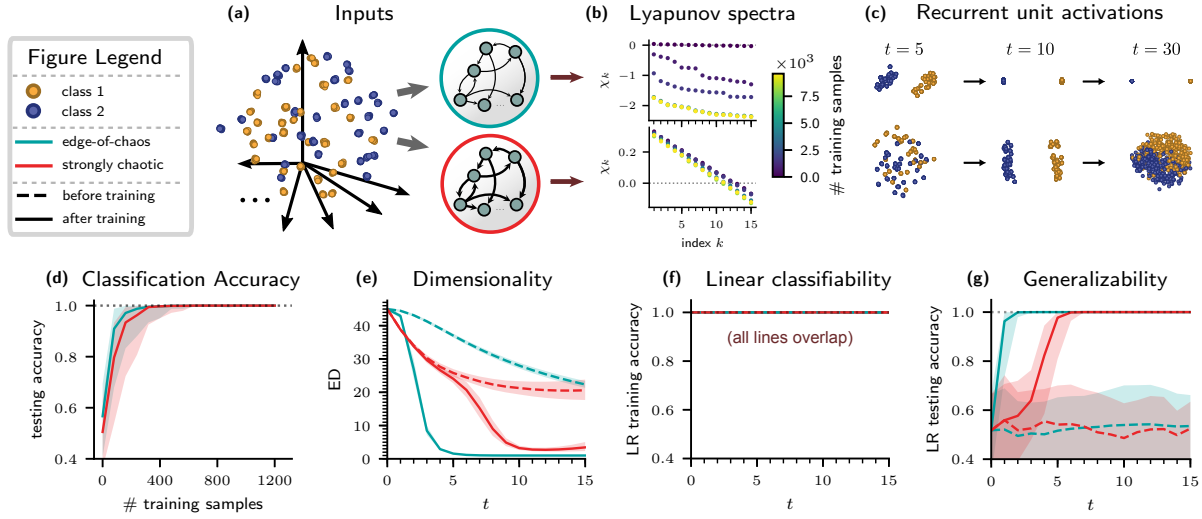 Figure Legend
class 1
class 2
edge-of-chaos
strongly chaotic
before training
after training
(a) Inputs
(b) Lyapunov spectra
χk
0
−1
−2
χk
0.2
0.0
5 10 15
index k
×10³
7.5
6.0
4.5
3.0
1.5
0.0
# training samples
(c) Recurrent unit activations
t = 5 t = 10 t = 30
(d) Classification Accuracy
testing accuracy
1.0
0.8
0.6
0.4
0 400 800 1200
# training samples
(e) Dimensionality
ED
40
30
20
10
0
0 5 10 15
t
(f) Linear classifiability
LR training accuracy
1.0
0.8
0.6
0.4
(all lines overlap)
0 5 10 15
t
(g) Generalizability
LR testing accuracy
1.0
0.8
0.6
0.4
0 5 10 15
t